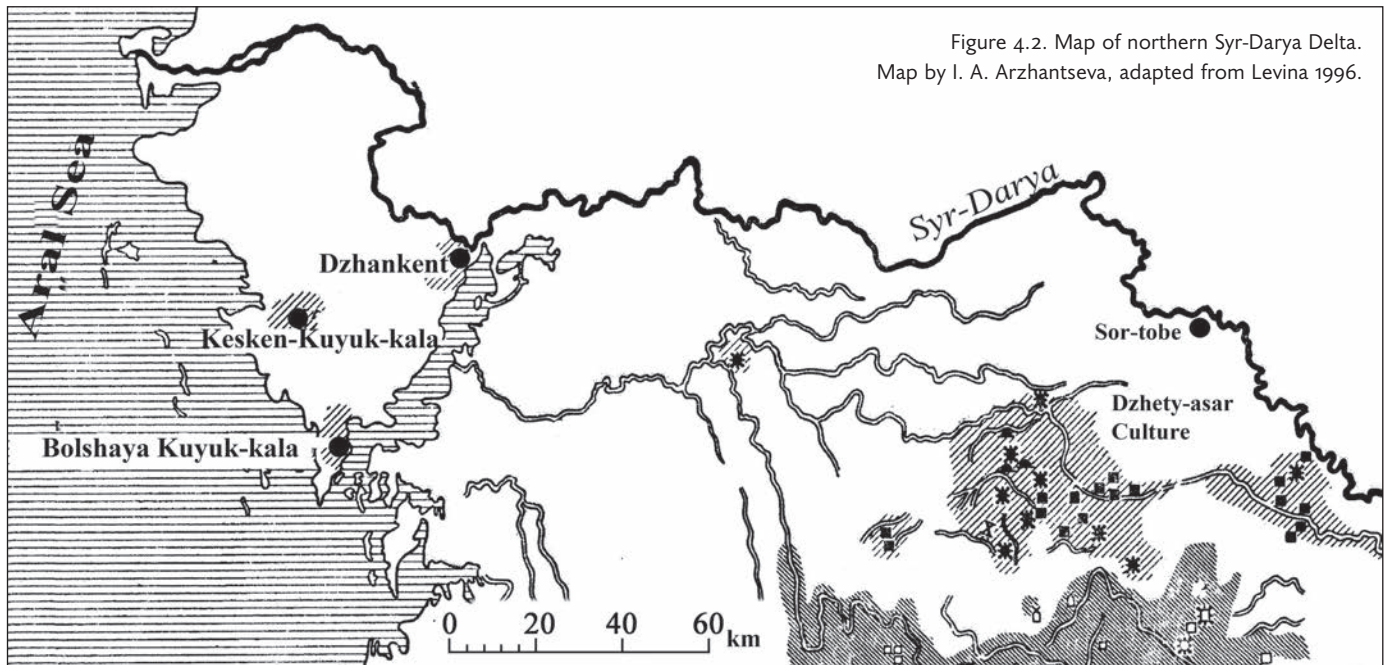 Figure 4.2. Map of northern Syr-Darya Delta.
Map by I. A. Arzhantseva, adapted from Levina 1996.
Aral Sea
Syr-Darya
Dzhankent
Kesken-Kuyuk-kala
Sor-tobe
Dzhety-asar
Culture
Bolshaya Kuyuk-kala
0 20 40 60 km